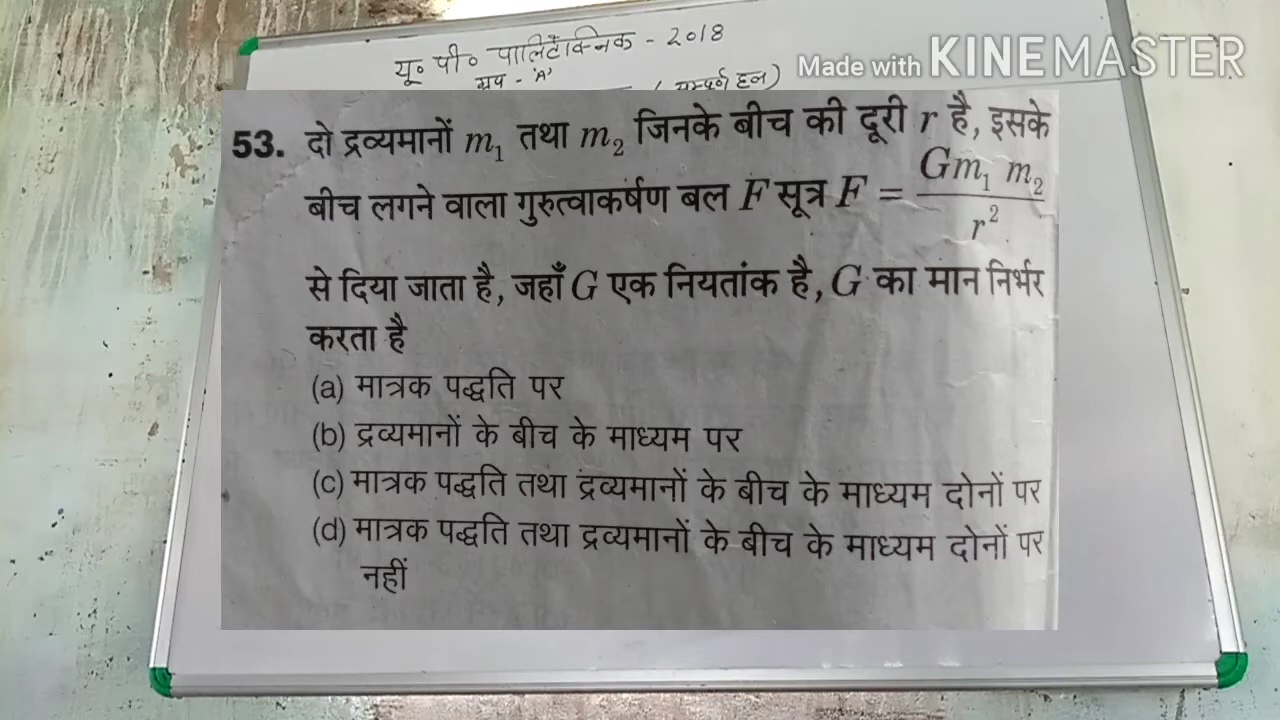 यू० पी० पालिटैक्निक - 2018
Made with KINEMASTER
ग्रुप - 'A'
(सम्पूर्ण हल)
53. दो द्रव्यमानों m₁ तथा m₂ जिनके बीच की दूरी r है, इसके
बीच लगने वाला गुरुत्वाकर्षण बल F सूत्र F = Gm₁ m₂ / r²
से दिया जाता है, जहाँ G एक नियतांक है, G का मान निर्भर
करता है
(a) मात्रक पद्धति पर
(b) द्रव्यमानों के बीच के माध्यम पर
(c) मात्रक पद्धति तथा द्रव्यमानों के बीच के माध्यम दोनों पर
(d) मात्रक पद्धति तथा द्रव्यमानों के बीच के माध्यम दोनों पर
नहीं